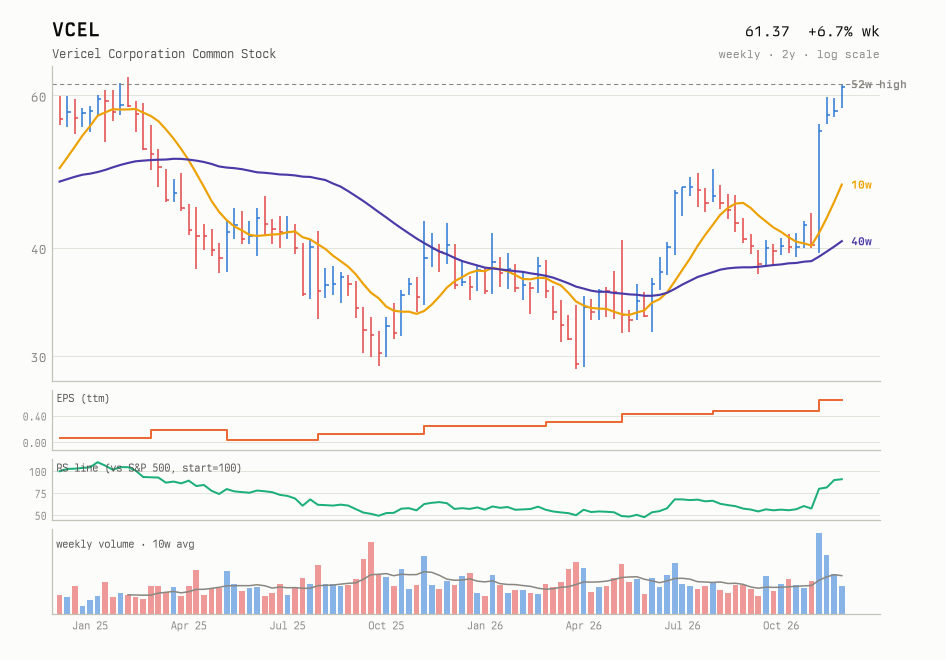 VCEL
61.37 +6.7% wk
Vericel Corporation Common Stock
weekly · 2y · log scale
52w high
60
10w
40w
40
30
EPS (ttm)
0.40
0.00
RS line (vs S&P 500, start=100)
100
75
50
weekly volume · 10w avg
Jan 25 Apr 25 Jul 25 Oct 25 Jan 26 Apr 26 Jul 26 Oct 26